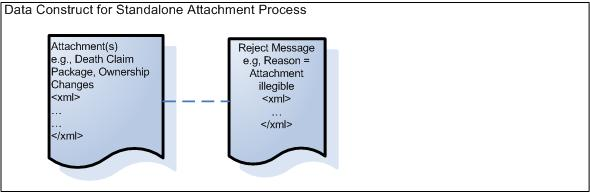 Data Construct for Standalone Attachment Process
Attachment(s)
e.g., Death Claim
Package, Ownership
Changes
<xml>
…
…
</xml>
Reject Message
e.g, Reason =
Attachment
illegible
<xml>
…
</xml>